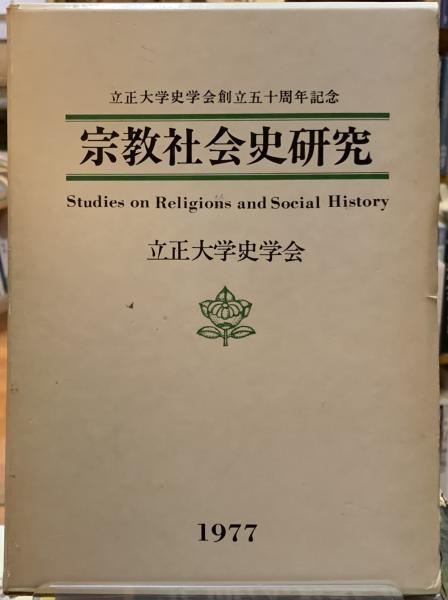 立正大学史学会創立五十周年記念
宗教社会史研究
Studies on Religions and Social History
立正大学史学会
1977